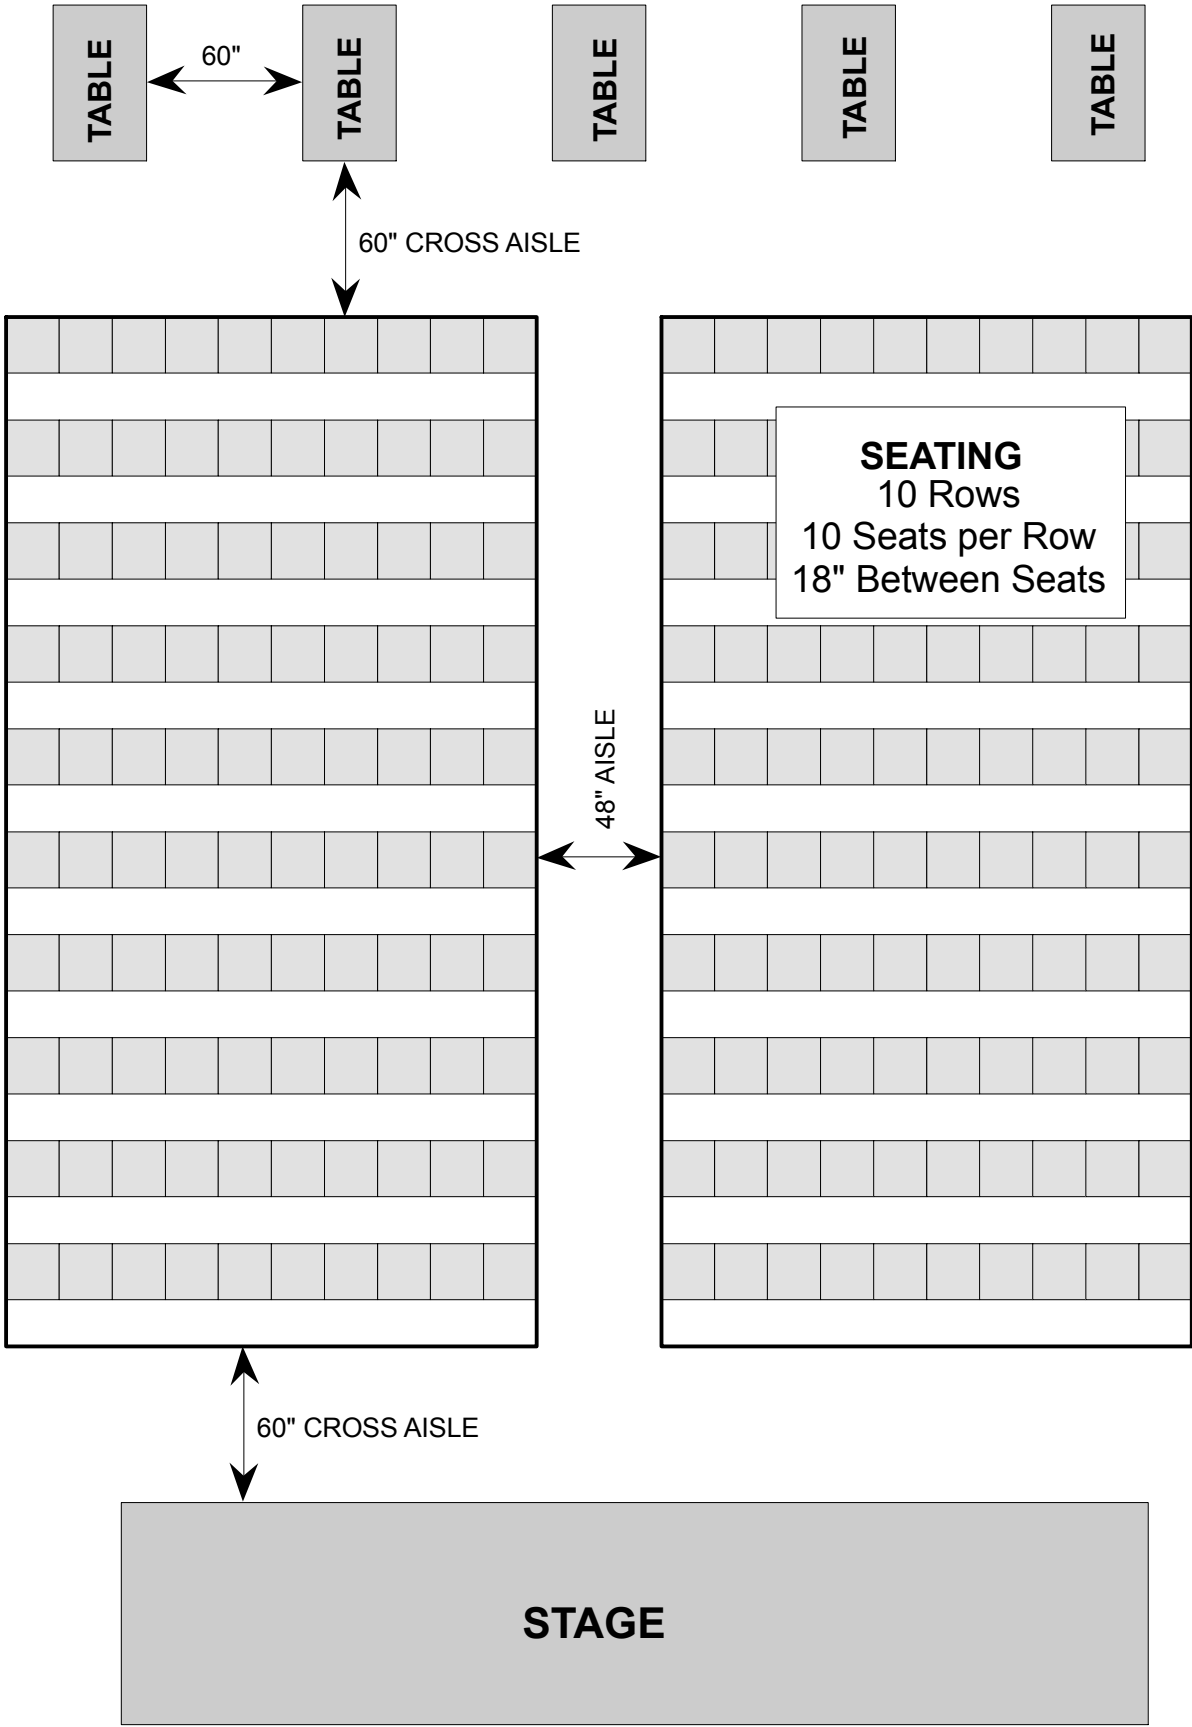 TABLE
60"
TABLE
TABLE
TABLE
TABLE
60" CROSS AISLE
SEATING
10 Rows
10 Seats per Row
18" Between Seats
48" AISLE
60" CROSS AISLE
STAGE